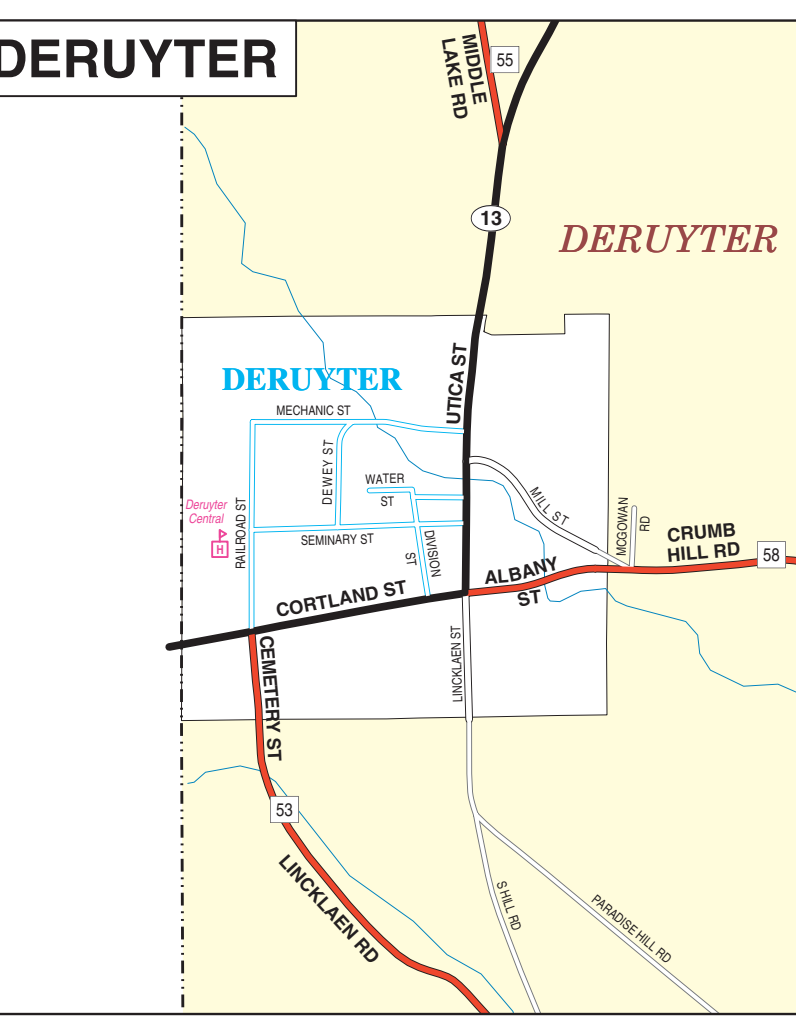 DERUYTER
MIDDLE
LAKE RD
55
13
DERUYTER
UTICA ST
DERUYTER
MECHANIC ST
DEWEY ST
WATER
ST
MILL ST
MCGOWAN
RD
Deruyter
Central
H
RAILROAD ST
SEMINARY ST
DIVISION
ST
CRUMB
HILL RD
58
ALBANY
ST
CORTLAND ST
LINCKLAEN ST
CEMETERY ST
53
LINCKLAEN RD
S HILL RD
PARADISE HILL RD